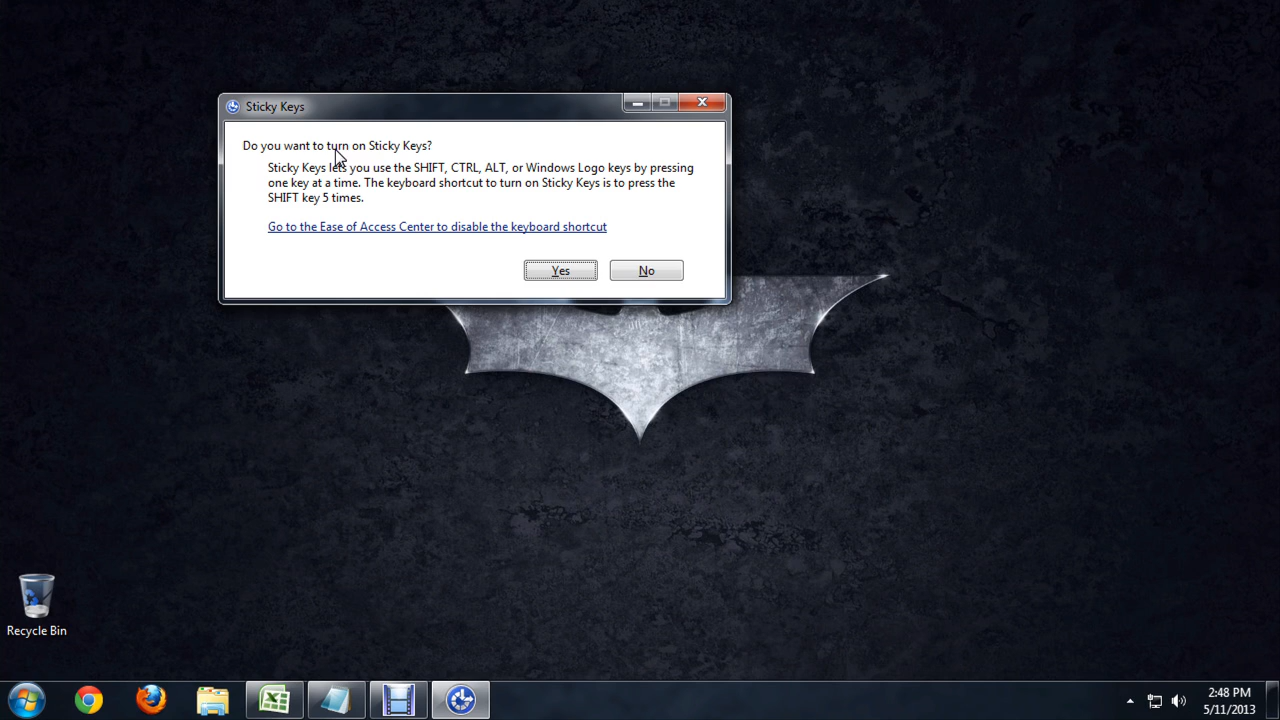 Sticky Keys
Do you want to turn on Sticky Keys?
Sticky Keys lets you use the SHIFT, CTRL, ALT, or Windows Logo keys by pressing
one key at a time. The keyboard shortcut to turn on Sticky Keys is to press the
SHIFT key 5 times.
Go to the Ease of Access Center to disable the keyboard shortcut
Yes
No
Recycle Bin
2:48 PM
5/11/2013